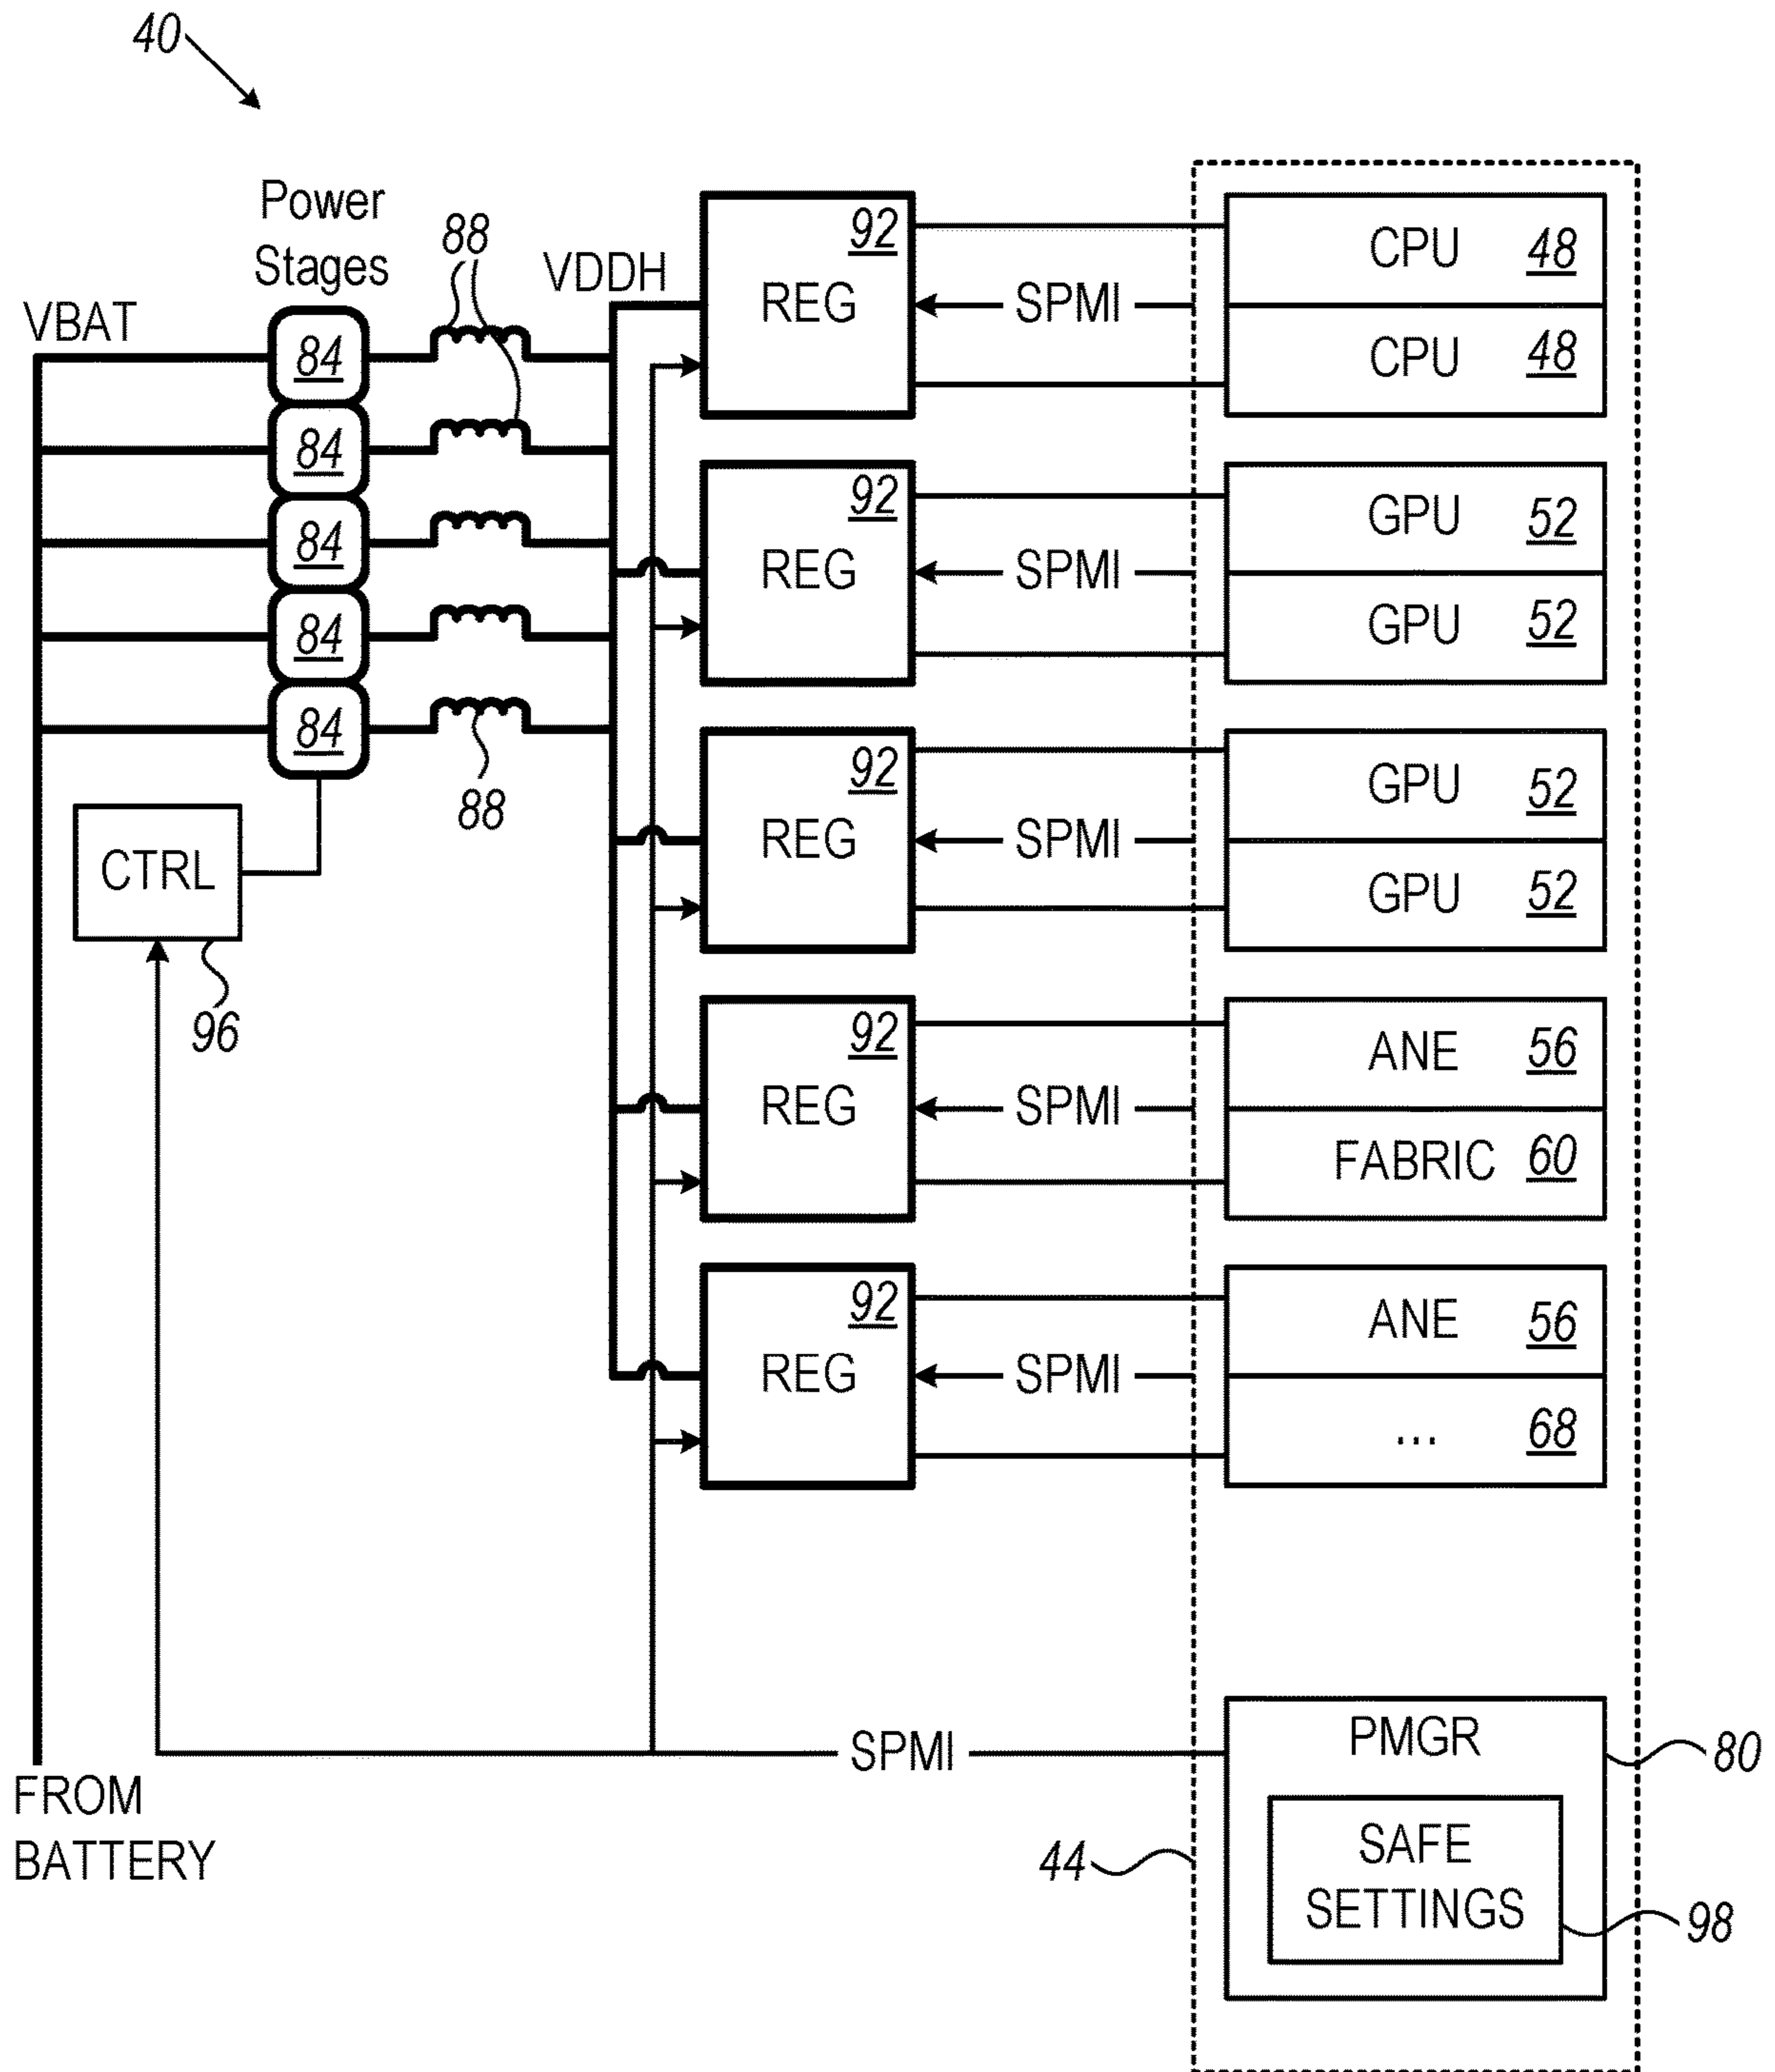 40
Power
Stages
88
VDDH
VBAT
84
84
84
84
84
88
CTRL
96
92
REG
SPMI
CPU 48
CPU 48
92
REG
SPMI
GPU 52
GPU 52
92
REG
SPMI
GPU 52
GPU 52
92
REG
SPMI
ANE 56
FABRIC 60
92
REG
SPMI
ANE 56
... 68
SPMI
PMGR
80
SAFE
SETTINGS
98
44
FROM
BATTERY